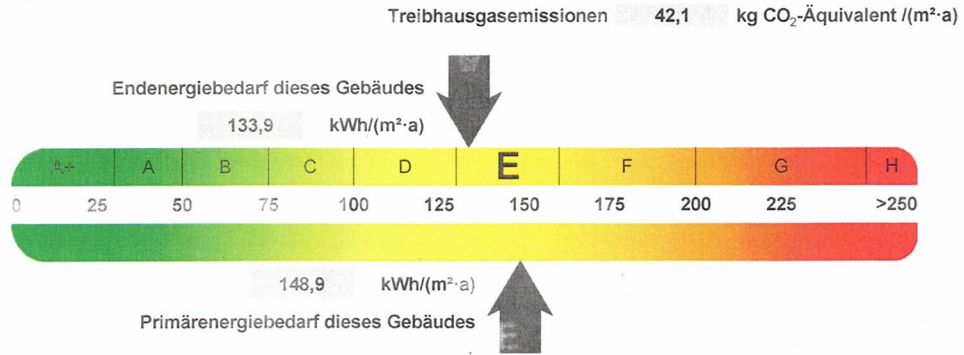 Treibhausgasemissionen 42,1 kg CO₂-Äquivalent /(m²·a)
Endenergiebedarf dieses Gebäudes
133,9 kWh/(m²·a)
A+ A B C D E F G H
0 25 50 75 100 125 150 175 200 225 >250
148,9 kWh/(m²·a)
Primärenergiebedarf dieses Gebäudes